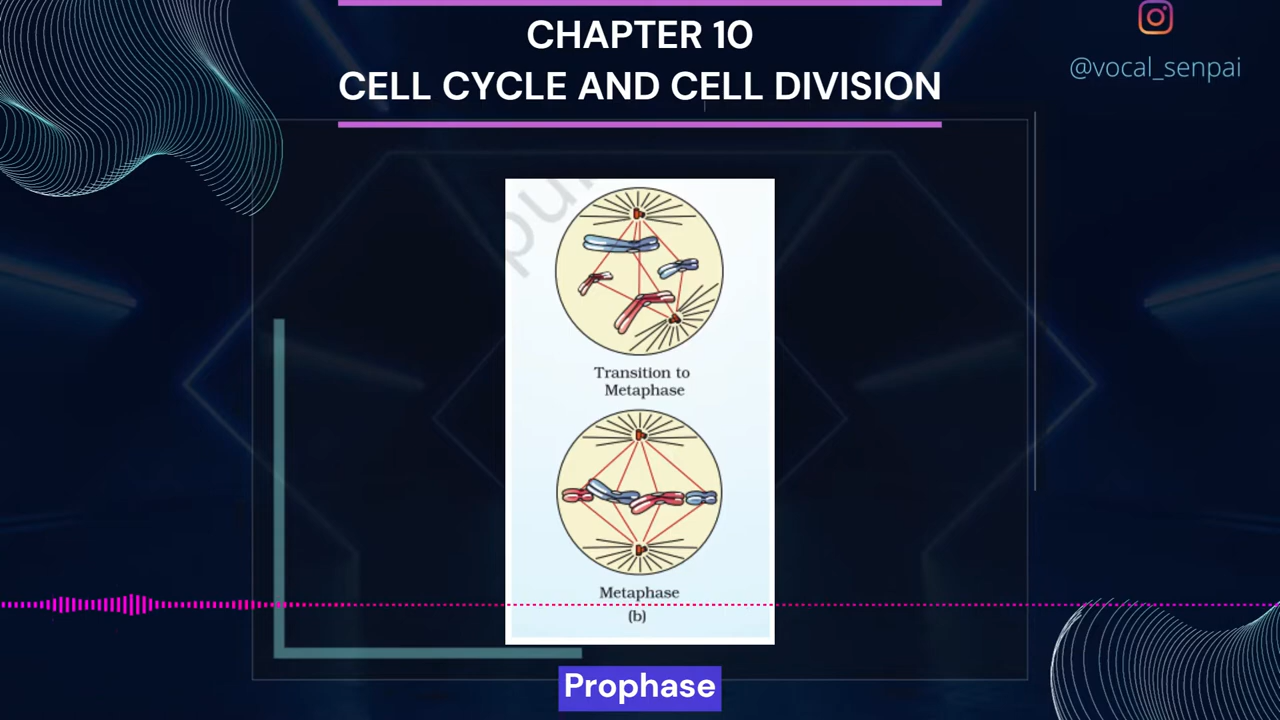 CHAPTER 10
CELL CYCLE AND CELL DIVISION
@vocal_senpai
Transition to
Metaphase
Metaphase
(b)
Prophase